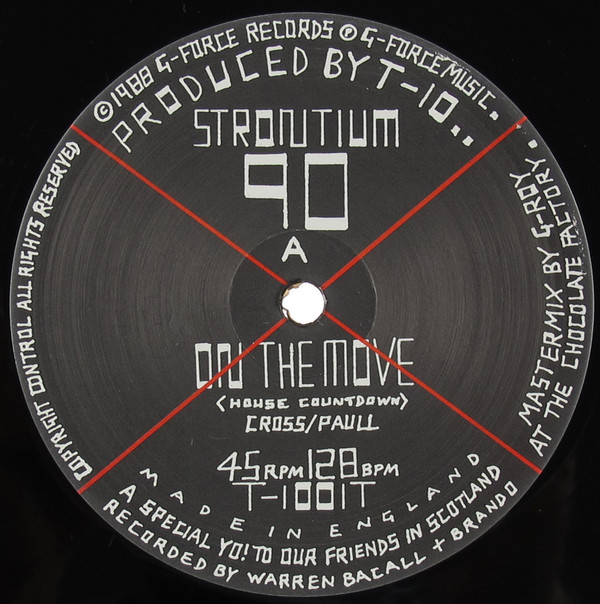 ©1988 G-FORCE RECORDS ℗ G-FORCE MUSIC.
PRODUCED BY T-10..
STRONTIUM
90
A
ON THE MOVE
(HOUSE COUNTDOWN)
CROSS/PAULL
45RPM 128BPM
T-1001T
MADE IN ENGLAND
A SPECIAL YO! TO OUR FRIENDS IN SCOTLAND
RECORDED BY WARREN BACALL + BRANDO
MASTERMIX BY G-ROY
AT THE CHOCOLATE FACTORY.
COPYRIGHT CONTROL ALL RIGHTS RESERVED